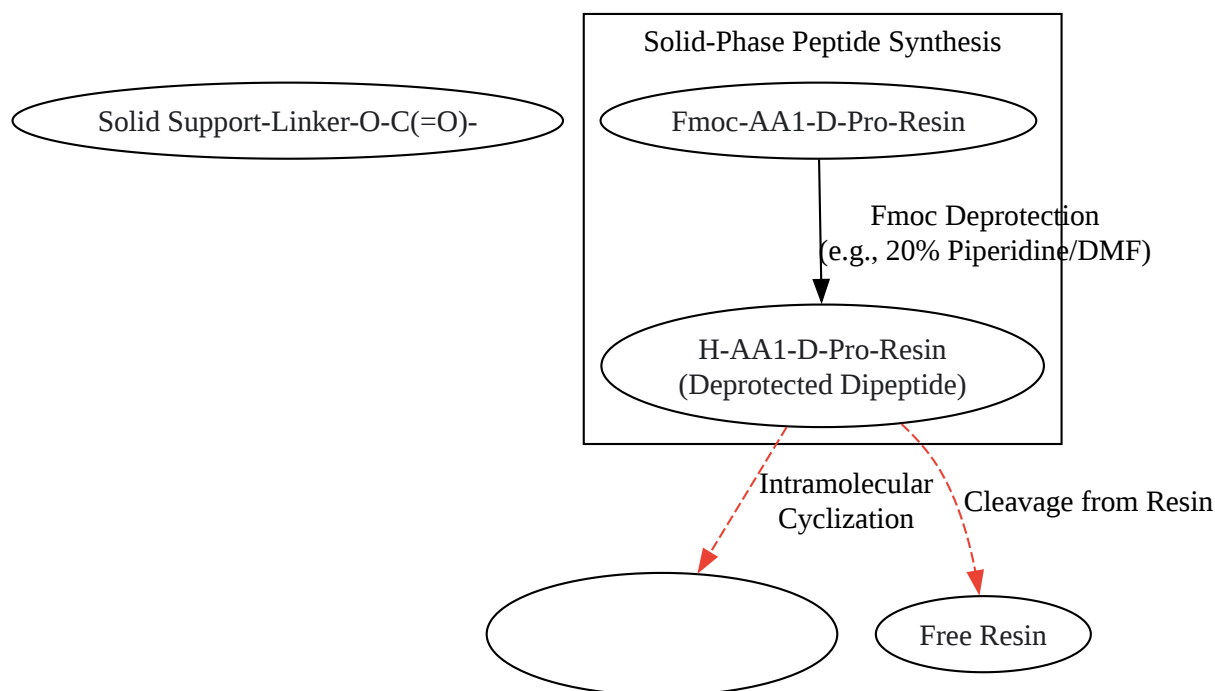 Solid-Phase Peptide Synthesis
Solid Support-Linker-O-C(=O)-
Fmoc-AA1-D-Pro-Resin
Fmoc Deprotection
(e.g., 20% Piperidine/DMF)
H-AA1-D-Pro-Resin
(Deprotected Dipeptide)
Intramolecular
Cyclization
Cleavage from Resin
Free Resin